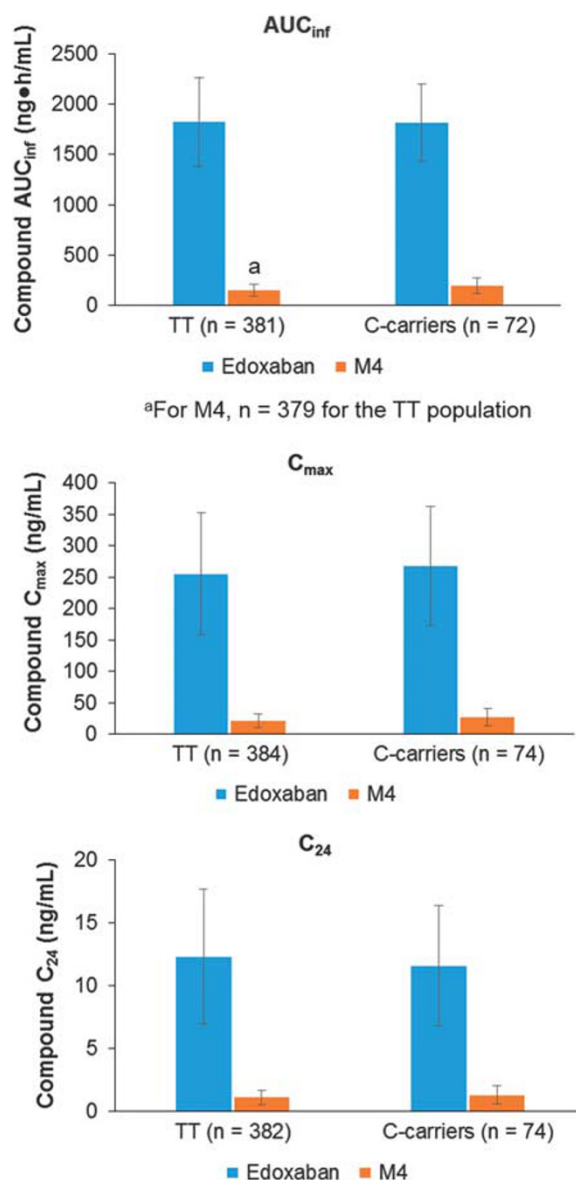 AUCinf
Compound AUCinf (ng●h/mL)
2500
2000
1500
1000
500
0
a
TT (n = 381)
C-carriers (n = 72)
Edoxaban M4
aFor M4, n = 379 for the TT population
Cmax
Compound Cmax (ng/mL)
400
350
300
250
200
150
100
50
0
TT (n = 384)
C-carriers (n = 74)
Edoxaban M4
C24
Compound C24 (ng/mL)
20
15
10
5
0
TT (n = 382)
C-carriers (n = 74)
Edoxaban M4